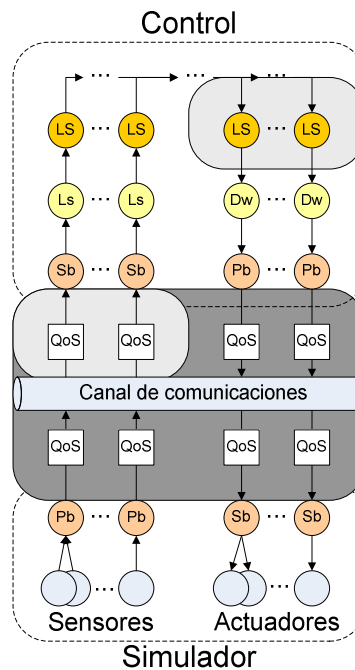 Control
... ... ...
LS ... LS LS ... LS
Ls ... Ls Dw ... Dw
Sb ... Sb Pb ... Pb
QoS QoS QoS QoS
Canal de comunicaciones
QoS QoS QoS QoS
Pb ... Pb Sb ... Sb
... ...
Sensores Actuadores
Simulador